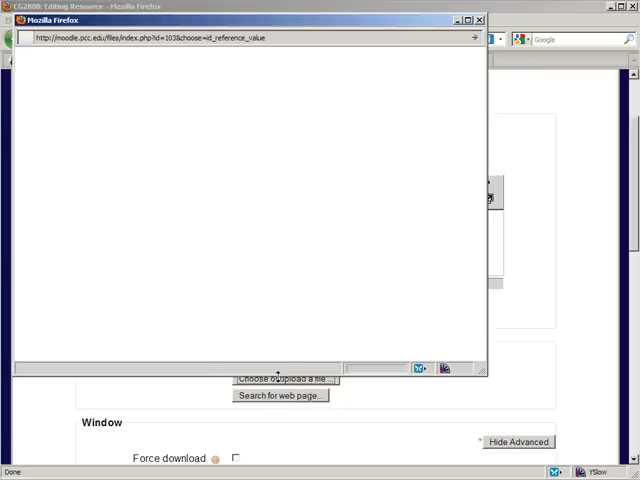 CG280B: Editing Resource - Mozilla Firefox
Mozilla Firefox
http://moodle.pcc.edu/files/index.php?id=103&choose=id_reference_value
Google
Choose or upload a file ...
Search for web page...
Window
* Hide Advanced
Force download
Done
YSlow